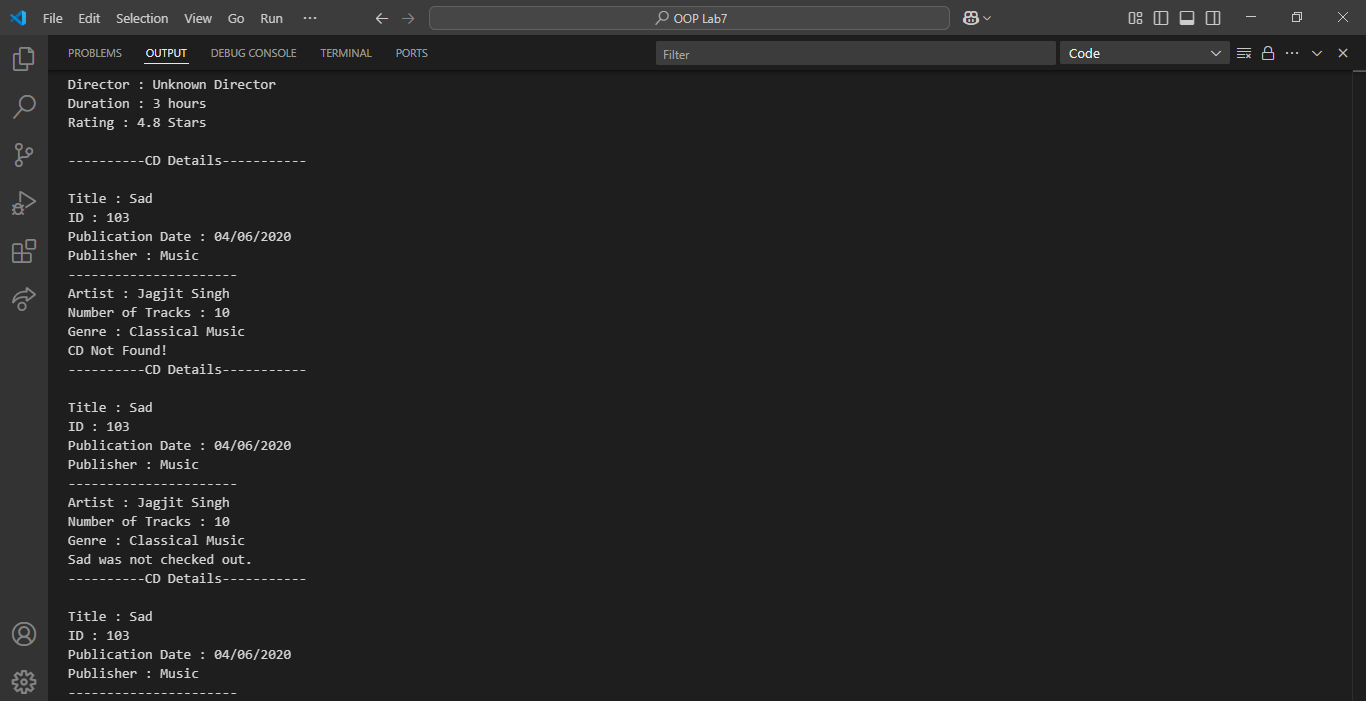 File Edit Selection View Go Run ··· OOP Lab7
PROBLEMS OUTPUT DEBUG CONSOLE TERMINAL PORTS Filter Code
Director : Unknown Director
Duration : 3 hours
Rating : 4.8 Stars
----------CD Details-----------
Title : Sad
ID : 103
Publication Date : 04/06/2020
Publisher : Music
----------------------
Artist : Jagjit Singh
Number of Tracks : 10
Genre : Classical Music
CD Not Found!
----------CD Details-----------
Title : Sad
ID : 103
Publication Date : 04/06/2020
Publisher : Music
----------------------
Artist : Jagjit Singh
Number of Tracks : 10
Genre : Classical Music
Sad was not checked out.
----------CD Details-----------
Title : Sad
ID : 103
Publication Date : 04/06/2020
Publisher : Music
----------------------